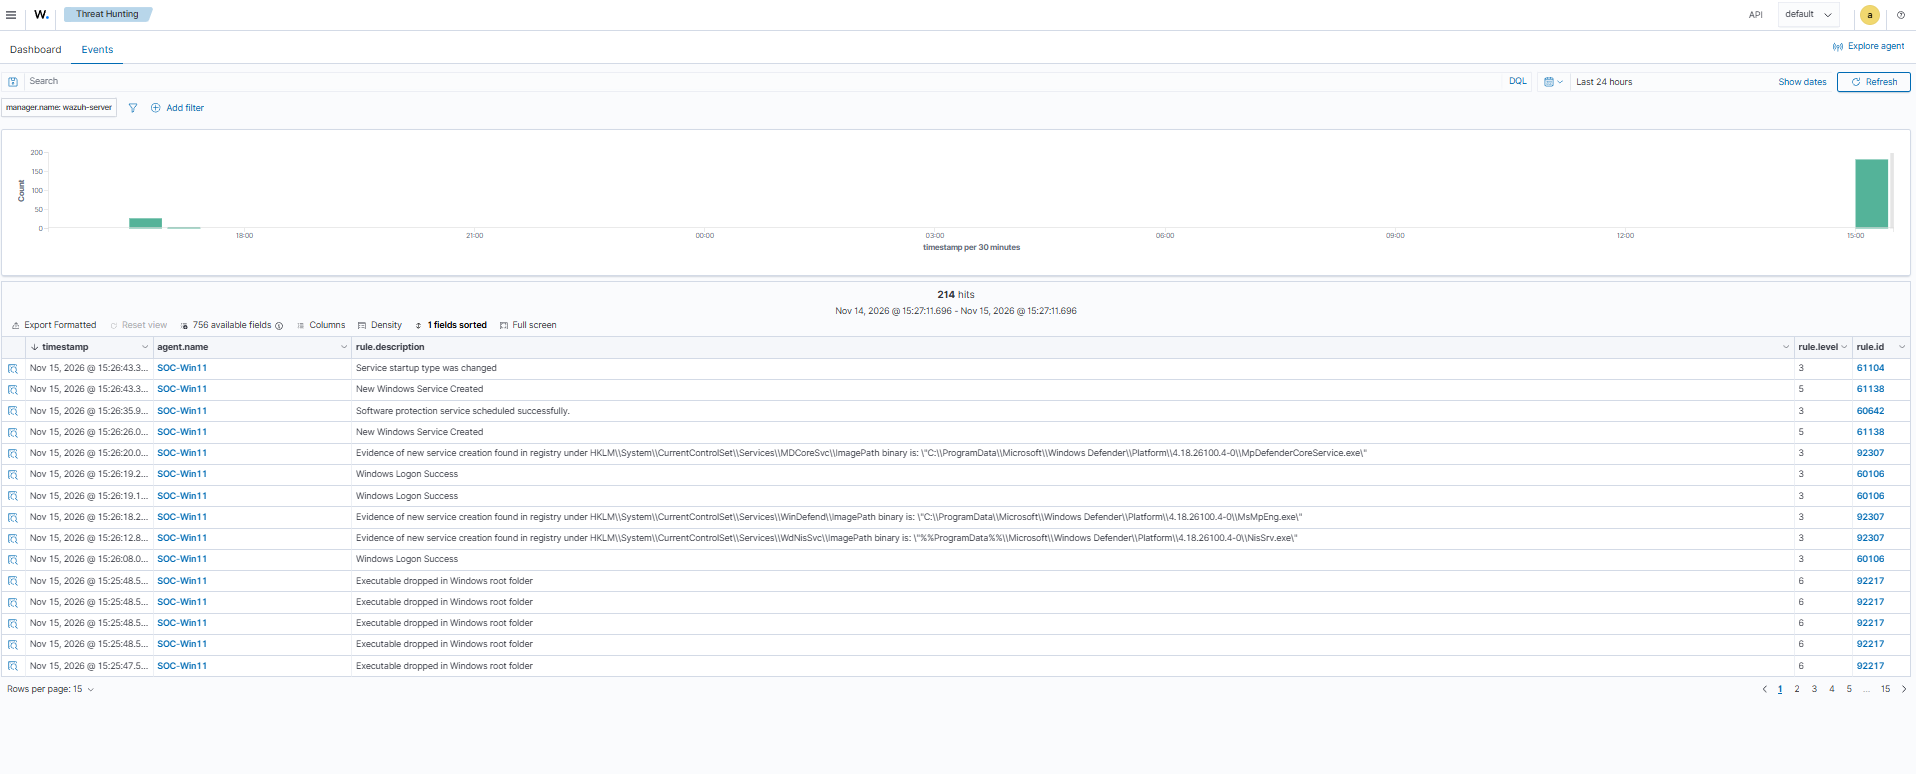 W. Threat Hunting API default a
Dashboard Events Explore agent
Search DQL Last 24 hours Show dates Refresh
manager.name: wazuh-server Add filter
200
150
100
50
0
Count
18:00 21:00 00:00 03:00 06:00 09:00 12:00 15:00
timestamp per 30 minutes
214 hits
Nov 14, 2026 @ 15:27:11.696 - Nov 15, 2026 @ 15:27:11.696
Export Formatted Reset view 756 available fields Columns Density 1 fields sorted Full screen
timestamp agent.name rule.description rule.level rule.id
Nov 15, 2026 @ 15:26:43.3... SOC-Win11 Service startup type was changed 3 61104
Nov 15, 2026 @ 15:26:43.3... SOC-Win11 New Windows Service Created 5 61138
Nov 15, 2026 @ 15:26:35.9... SOC-Win11 Software protection service scheduled successfully. 3 60642
Nov 15, 2026 @ 15:26:26.0... SOC-Win11 New Windows Service Created 5 61138
Nov 15, 2026 @ 15:26:20.0... SOC-Win11 Evidence of new service creation found in registry under HKLM\\System\\CurrentControlSet\\Services\\MDCoreSvc\\ImagePath binary is: \"C:\\ProgramData\\Microsoft\\Windows Defender\\Platform\\4.18.26100.4-0\\MpDefenderCoreService.exe\" 3 92307
Nov 15, 2026 @ 15:26:19.2... SOC-Win11 Windows Logon Success 3 60106
Nov 15, 2026 @ 15:26:19.1... SOC-Win11 Windows Logon Success 3 60106
Nov 15, 2026 @ 15:26:18.2... SOC-Win11 Evidence of new service creation found in registry under HKLM\\System\\CurrentControlSet\\Services\\WinDefend\\ImagePath binary is: \"C:\\ProgramData\\Microsoft\\Windows Defender\\Platform\\4.18.26100.4-0\\MsMpEng.exe\" 3 92307
Nov 15, 2026 @ 15:26:12.8... SOC-Win11 Evidence of new service creation found in registry under HKLM\\System\\CurrentControlSet\\Services\\WdNisSvc\\ImagePath binary is: \"%%ProgramData%%\\Microsoft\\Windows Defender\\Platform\\4.18.26100.4-0\\NisSrv.exe\" 3 92307
Nov 15, 2026 @ 15:26:08.0... SOC-Win11 Windows Logon Success 3 60106
Nov 15, 2026 @ 15:25:48.5... SOC-Win11 Executable dropped in Windows root folder 6 92217
Nov 15, 2026 @ 15:25:48.5... SOC-Win11 Executable dropped in Windows root folder 6 92217
Nov 15, 2026 @ 15:25:48.5... SOC-Win11 Executable dropped in Windows root folder 6 92217
Nov 15, 2026 @ 15:25:48.5... SOC-Win11 Executable dropped in Windows root folder 6 92217
Nov 15, 2026 @ 15:25:47.5... SOC-Win11 Executable dropped in Windows root folder 6 92217
Rows per page: 15 1 2 3 4 5 ... 15